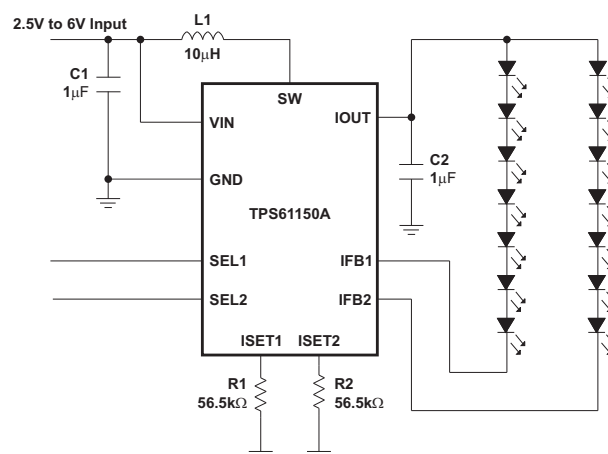 2.5V to 6V Input
L1
10μH
C1
1μF
SW
VIN
IOUT
C2
1μF
GND
TPS61150A
SEL1
IFB1
SEL2
IFB2
ISET1 ISET2
R1
56.5kΩ
R2
56.5kΩ